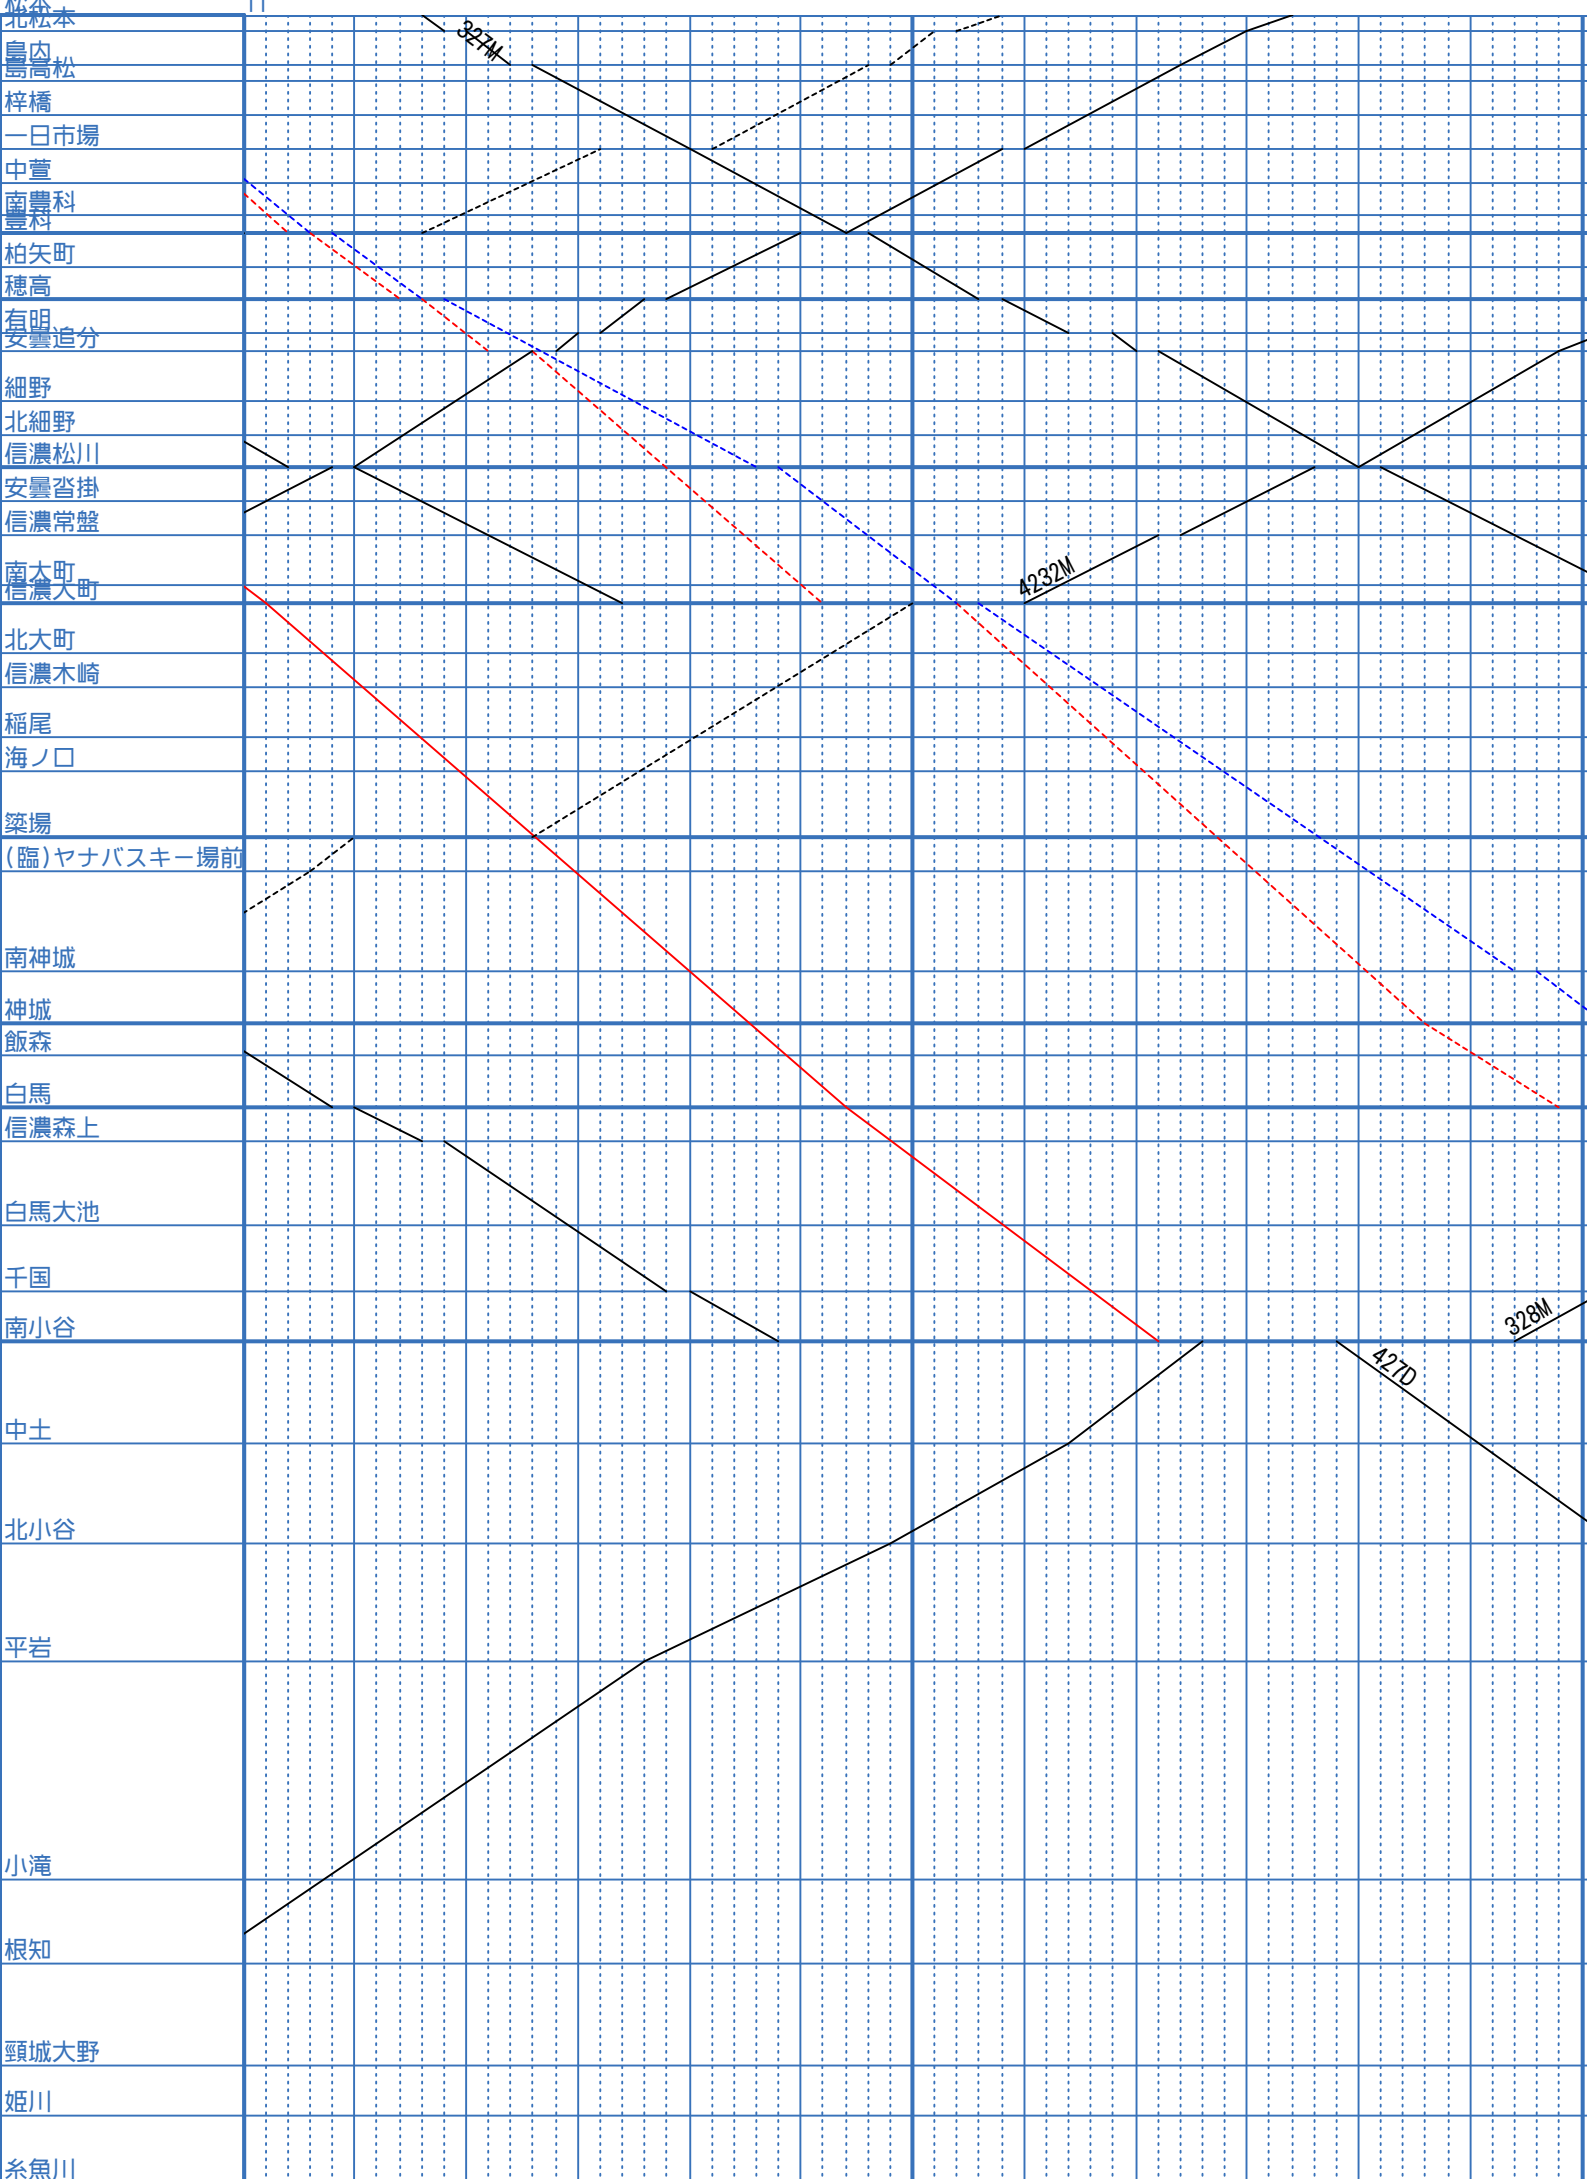 松本
11
北松本
327M
島内
島高松
梓橋
一日市場
中萱
南豊科
豊科
柏矢町
穂高
有明
安曇追分
細野
北細野
信濃松川
安曇沓掛
信濃常盤
南大町
信濃大町
4232M
北大町
信濃木崎
稲尾
海ノ口
簗場
(臨)ヤナバスキー場前
南神城
神城
飯森
白馬
信濃森上
白馬大池
千国
南小谷
328M
427D
中土
北小谷
平岩
小滝
根知
頸城大野
姫川
糸魚川